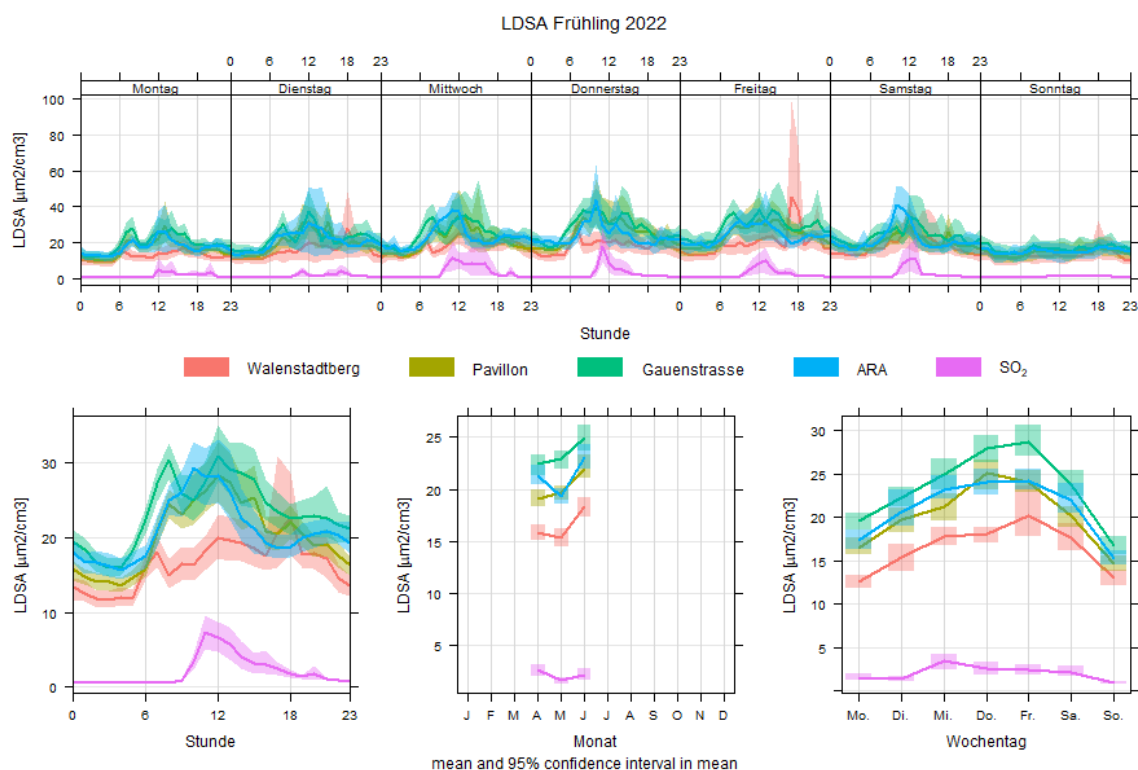 LDSA Frühling 2022
0 6 12 18 23 0 6 12 18 23 0 6 12 18 23
Montag Dienstag Mittwoch Donnerstag Freitag Samstag Sonntag
LDSA [µm2/cm3]
100
80
60
40
20
0
0 6 12 18 23 0 6 12 18 23 0 6 12 18 23 0 6 12 18 23
Stunde
Walenstadtberg Pavillon Gauenstrasse ARA SO₂
LDSA [µm2/cm3]
30
20
10
0
0 6 12 18 23
Stunde
LDSA [µm2/cm3]
25
20
15
10
5
J F M A M J J A S O N D
Monat
LDSA [µm2/cm3]
30
25
20
15
10
5
Mo. Di. Mi. Do. Fr. Sa. So.
Wochentag
mean and 95% confidence interval in mean